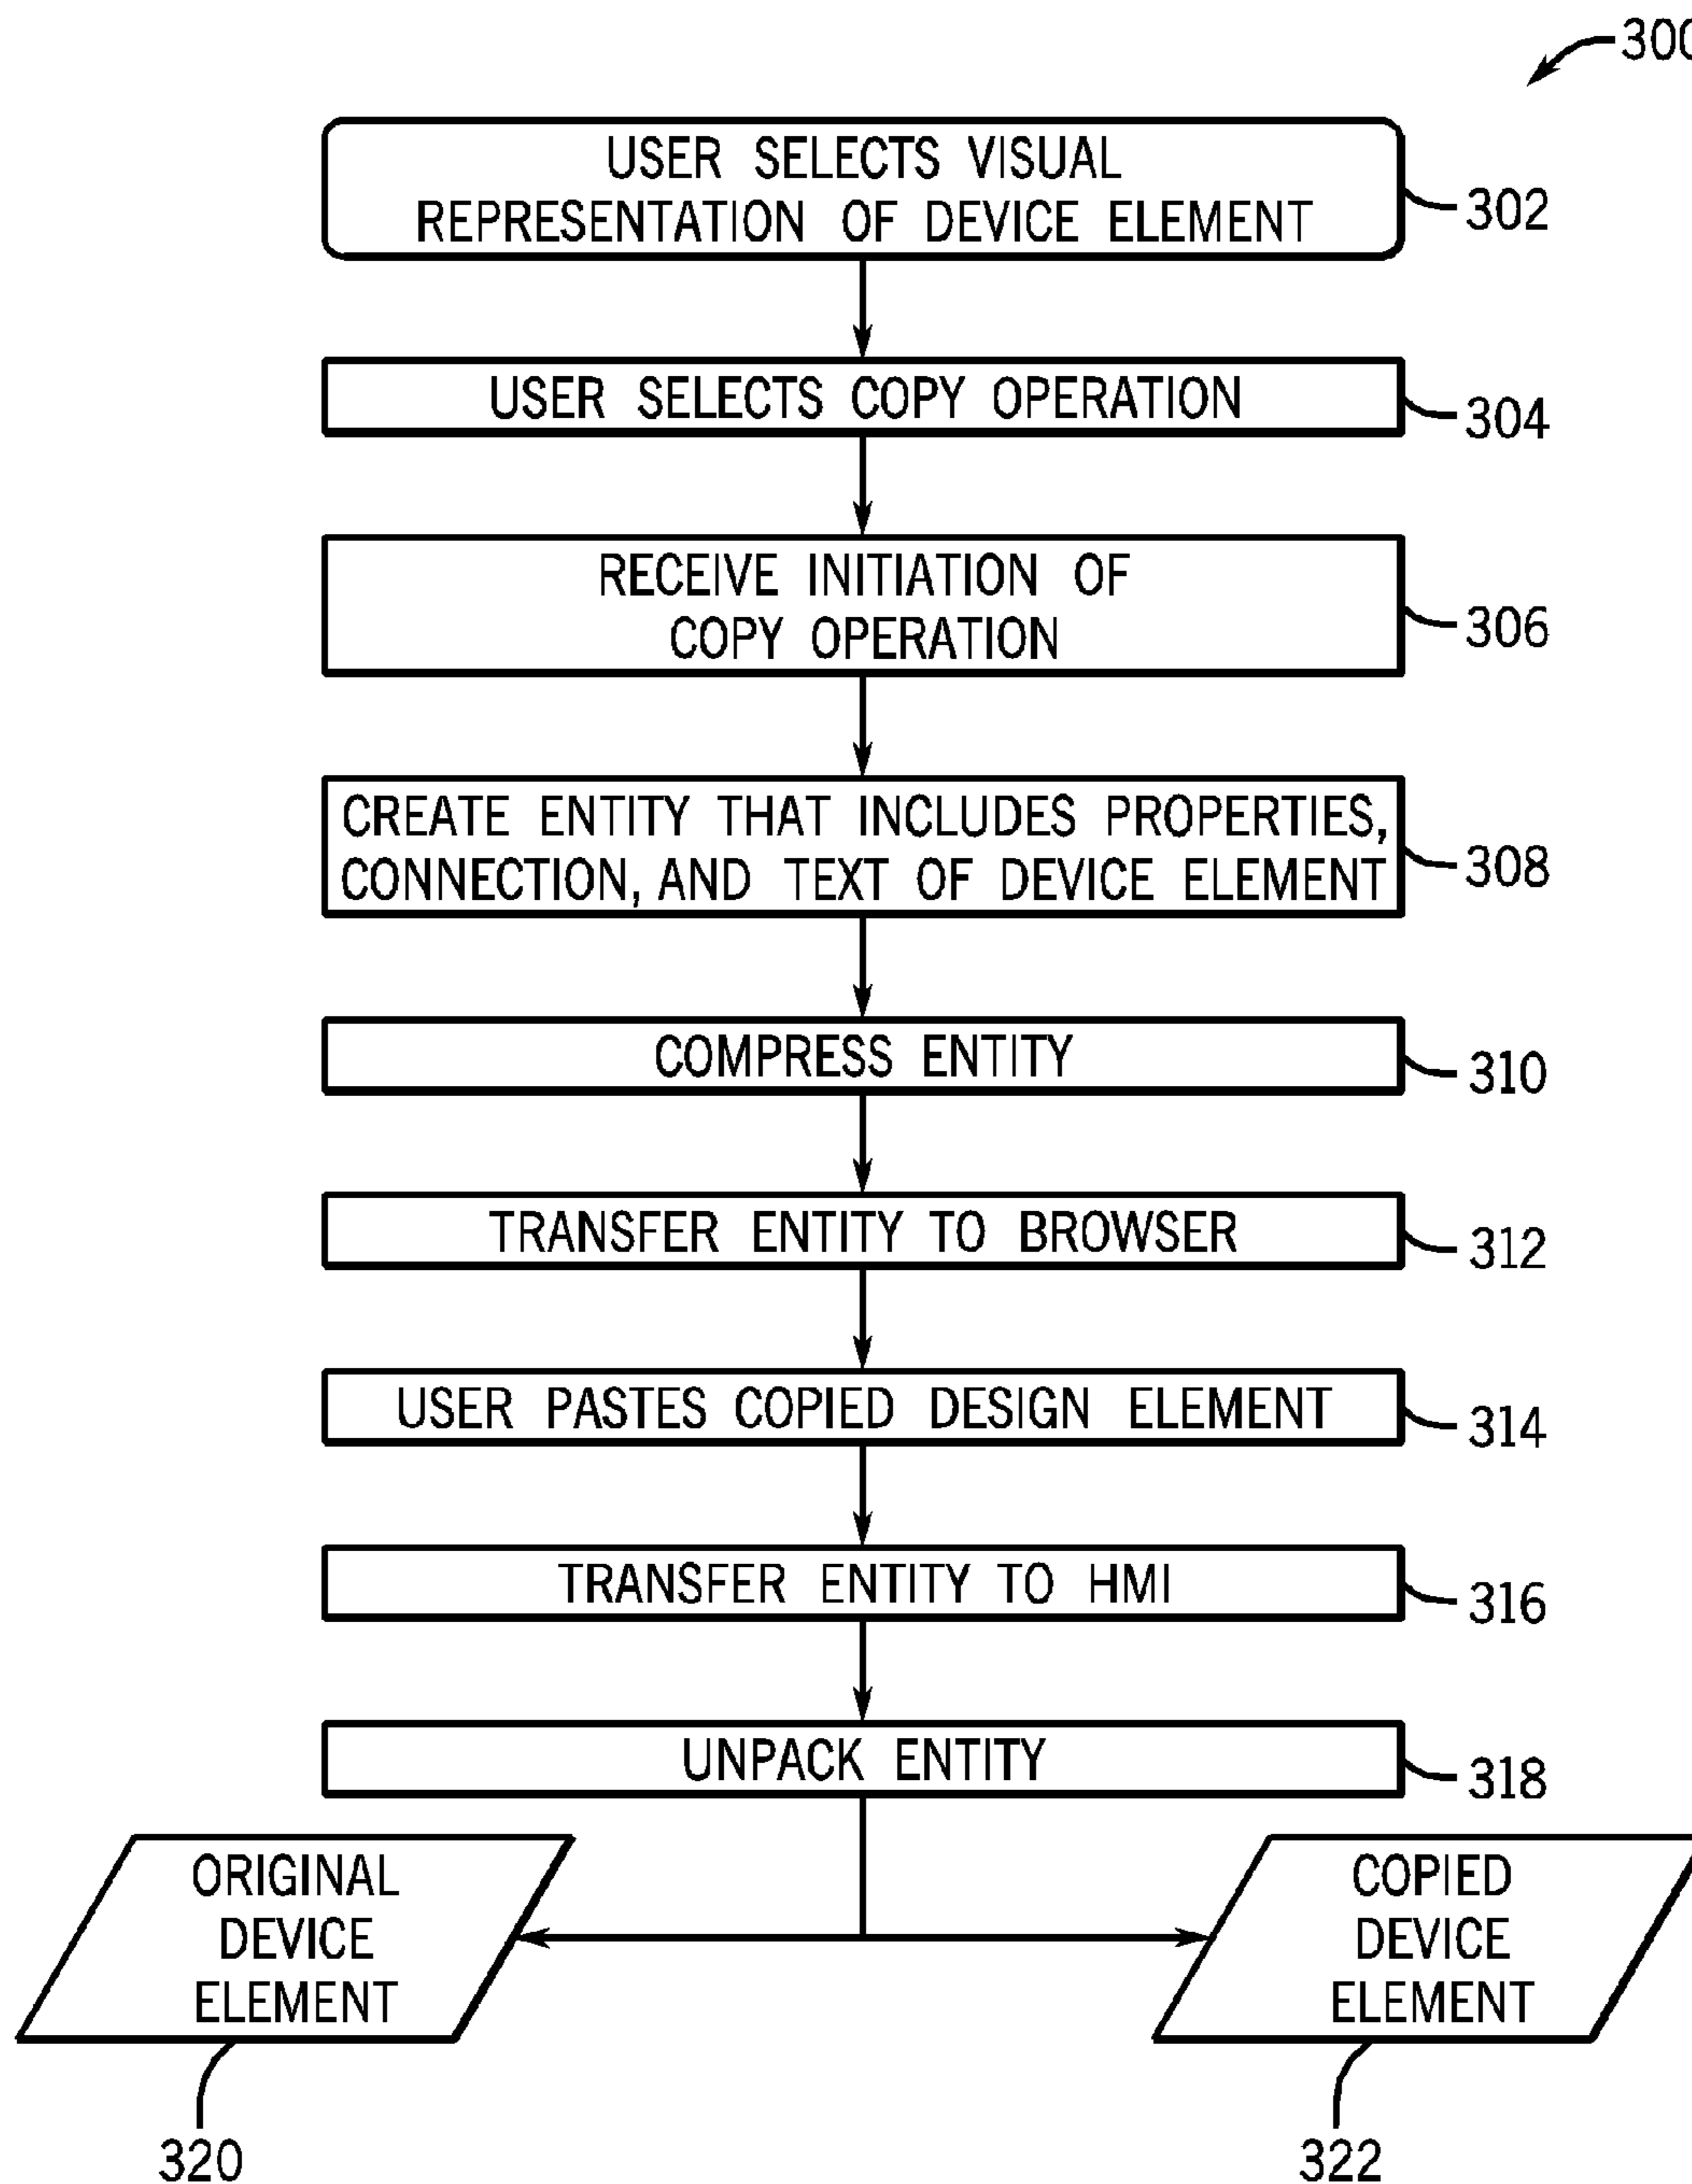 300
USER SELECTS VISUAL
REPRESENTATION OF DEVICE ELEMENT
302
USER SELECTS COPY OPERATION
304
RECEIVE INITIATION OF
COPY OPERATION
306
CREATE ENTITY THAT INCLUDES PROPERTIES,
CONNECTION, AND TEXT OF DEVICE ELEMENT
308
COMPRESS ENTITY
310
TRANSFER ENTITY TO BROWSER
312
USER PASTES COPIED DESIGN ELEMENT
314
TRANSFER ENTITY TO HMI
316
UNPACK ENTITY
318
ORIGINAL
DEVICE
ELEMENT
320
COPIED
DEVICE
ELEMENT
322